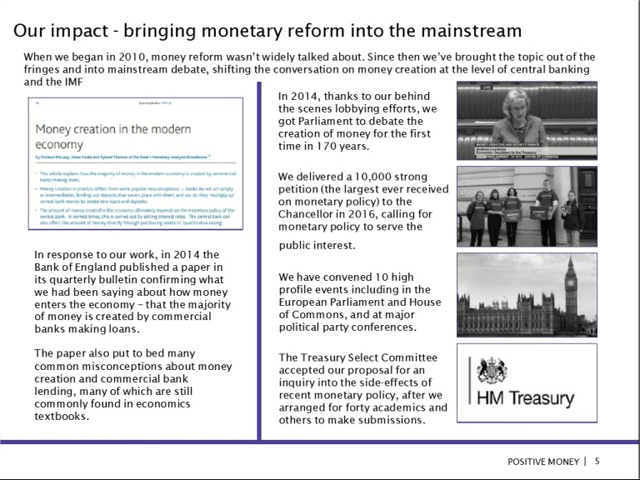 Our impact - bringing monetary reform into the mainstream
When we began in 2010, money reform wasn't widely talked about. Since then we've brought the topic out of the
fringes and into mainstream debate, shifting the conversation on money creation at the level of central banking
and the IMF
Money creation in the modern
economy
In response to our work, in 2014 the
Bank of England published a paper in
its quarterly bulletin confirming what
we had been saying about how money
enters the economy – that the majority
of money is created by commercial
banks making loans.
The paper also put to bed many
common misconceptions about money
creation and commercial bank
lending, many of which are still
commonly found in economics
textbooks.
In 2014, thanks to our behind
the scenes lobbying efforts, we
got Parliament to debate the
creation of money for the first
time in 170 years.
We delivered a 10,000 strong
petition (the largest ever received
on monetary policy) to the
Chancellor in 2016, calling for
monetary policy to serve the
public interest.
We have convened 10 high
profile events including in the
European Parliament and House
of Commons, and at major
political party conferences.
The Treasury Select Committee
accepted our proposal for an
inquiry into the side-effects of
recent monetary policy, after we
arranged for forty academics and
others to make submissions.
HM Treasury
POSITIVE MONEY | 5